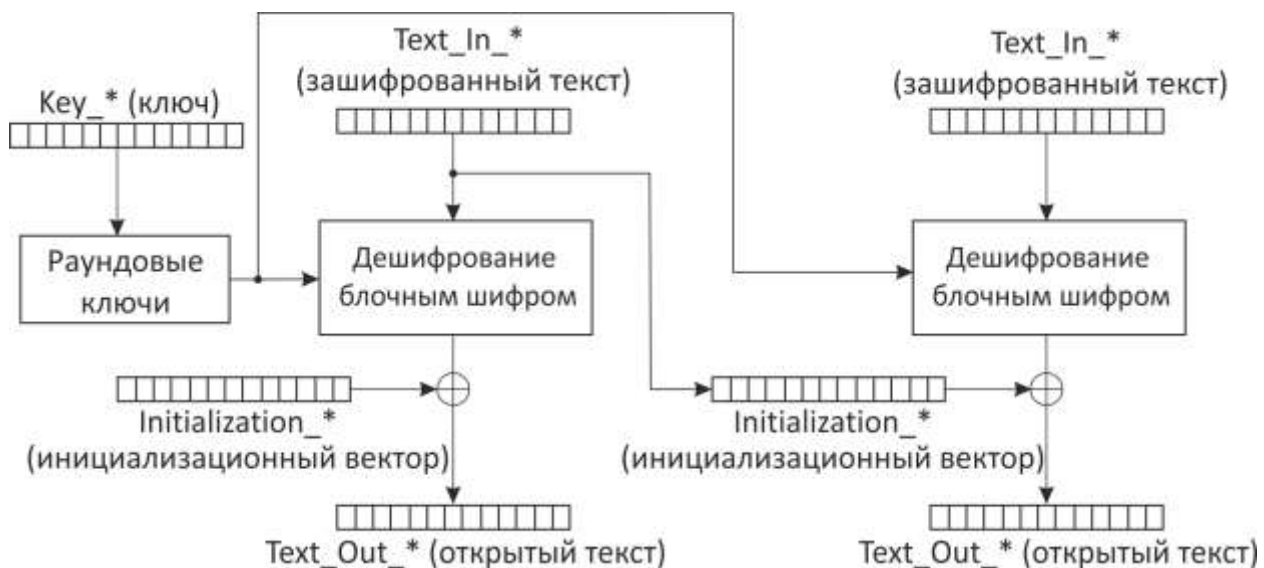 Text_In_*
(зашифрованный текст)
Text_In_*
(зашифрованный текст)
Key_* (ключ)
Раундовые
ключи
Дешифрование
блочным шифром
Дешифрование
блочным шифром
Initialization_*
(инициализационный вектор)
Initialization_*
(инициализационный вектор)
Text_Out_* (открытый текст)
Text_Out_* (открытый текст)